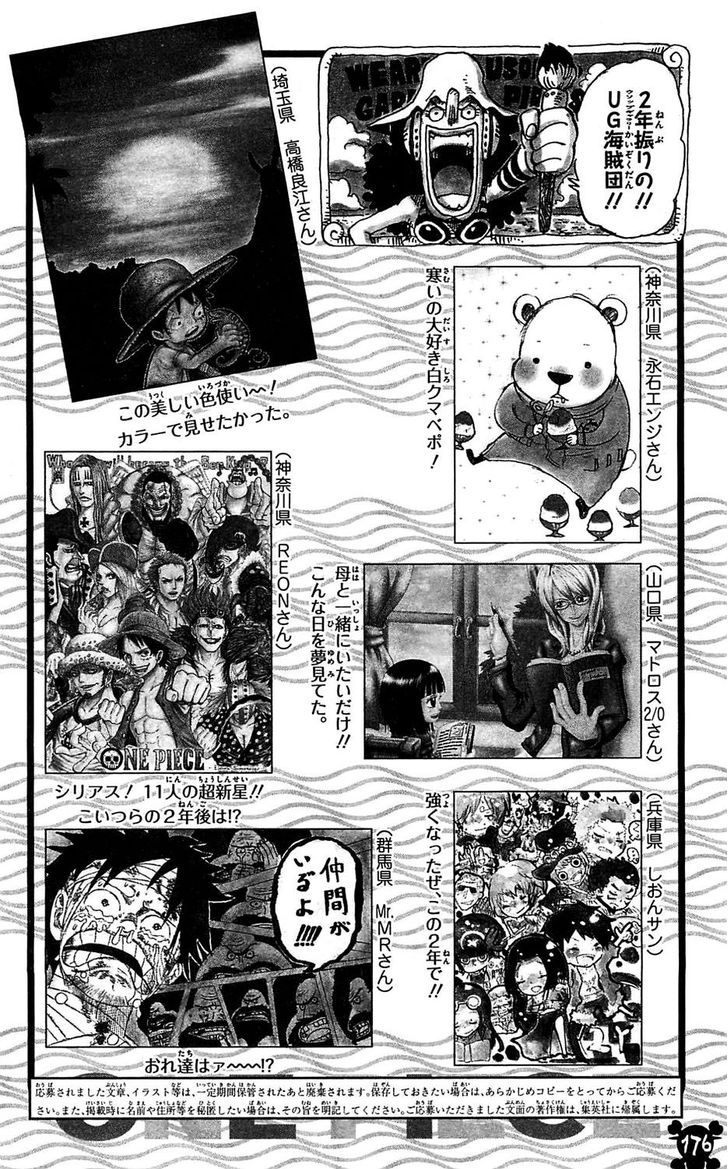 WEAR
USO
GAR
PI
2年振りの!!
UG海賊団!!
(埼玉県 高橋良江さん)
この美しい色使い〜!
カラーで見せたかった。
寒いの大好き白クマベポ!
(神奈川県 永石エンジさん)
(神奈川県 REONさん)
ONE PIECE
シリアス! 11人の超新星!!
こいつらの2年後は!?
母と一緒にいたいだけ!!
こんな日を夢見てた。
(山口県 マトロス2/0さん)
仲間が
いるよ!!!!
(群馬県 Mr.MRさん)
おれ達はァ〜〜!?
強くなったぜ、この2年で!!
(兵庫県 しおんサン)
応募されました文章、イラスト等は、一定期間保管されたあと廃棄されます。保存しておきたい場合は、あらかじめコピーをとってからご応募くだ
さい。また、掲載時に名前や住所等を秘匿したい場合は、その旨を明記してください。ご応募いただきました文面の著作権は、集英社に帰属します。
176